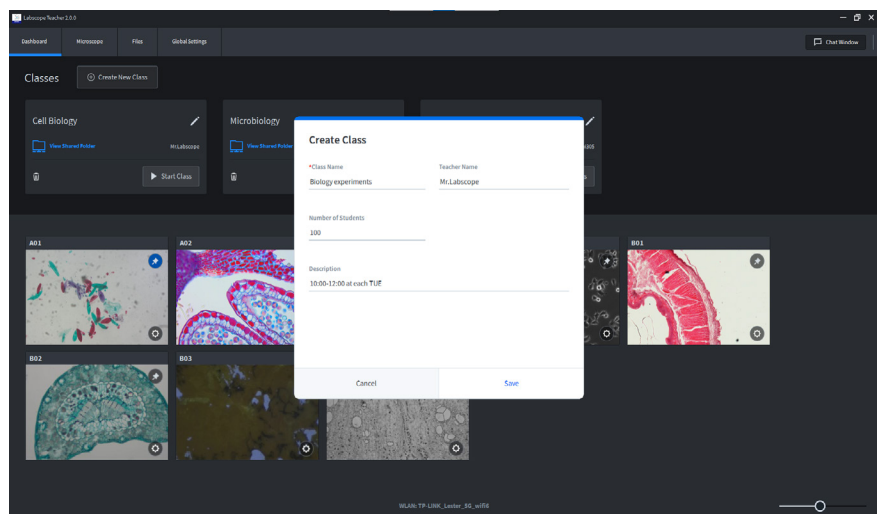 Labscope Teacher 2.0.0
Dashboard Microscope Files Global Settings Chat Window
Classes Create New Class
Cell Biology Microbiology
View Shared Folder Mr.Labscope View Shared Folder
Start Class
Create Class
*Class Name Teacher Name
Biology experiments Mr.Labscope
Number of Students
100
Description
10:00-12:00 at each TUE
Cancel Save
A01 A02 B01
B02 B03
WLAN: TP-LINK_Lester_5G_wifi6